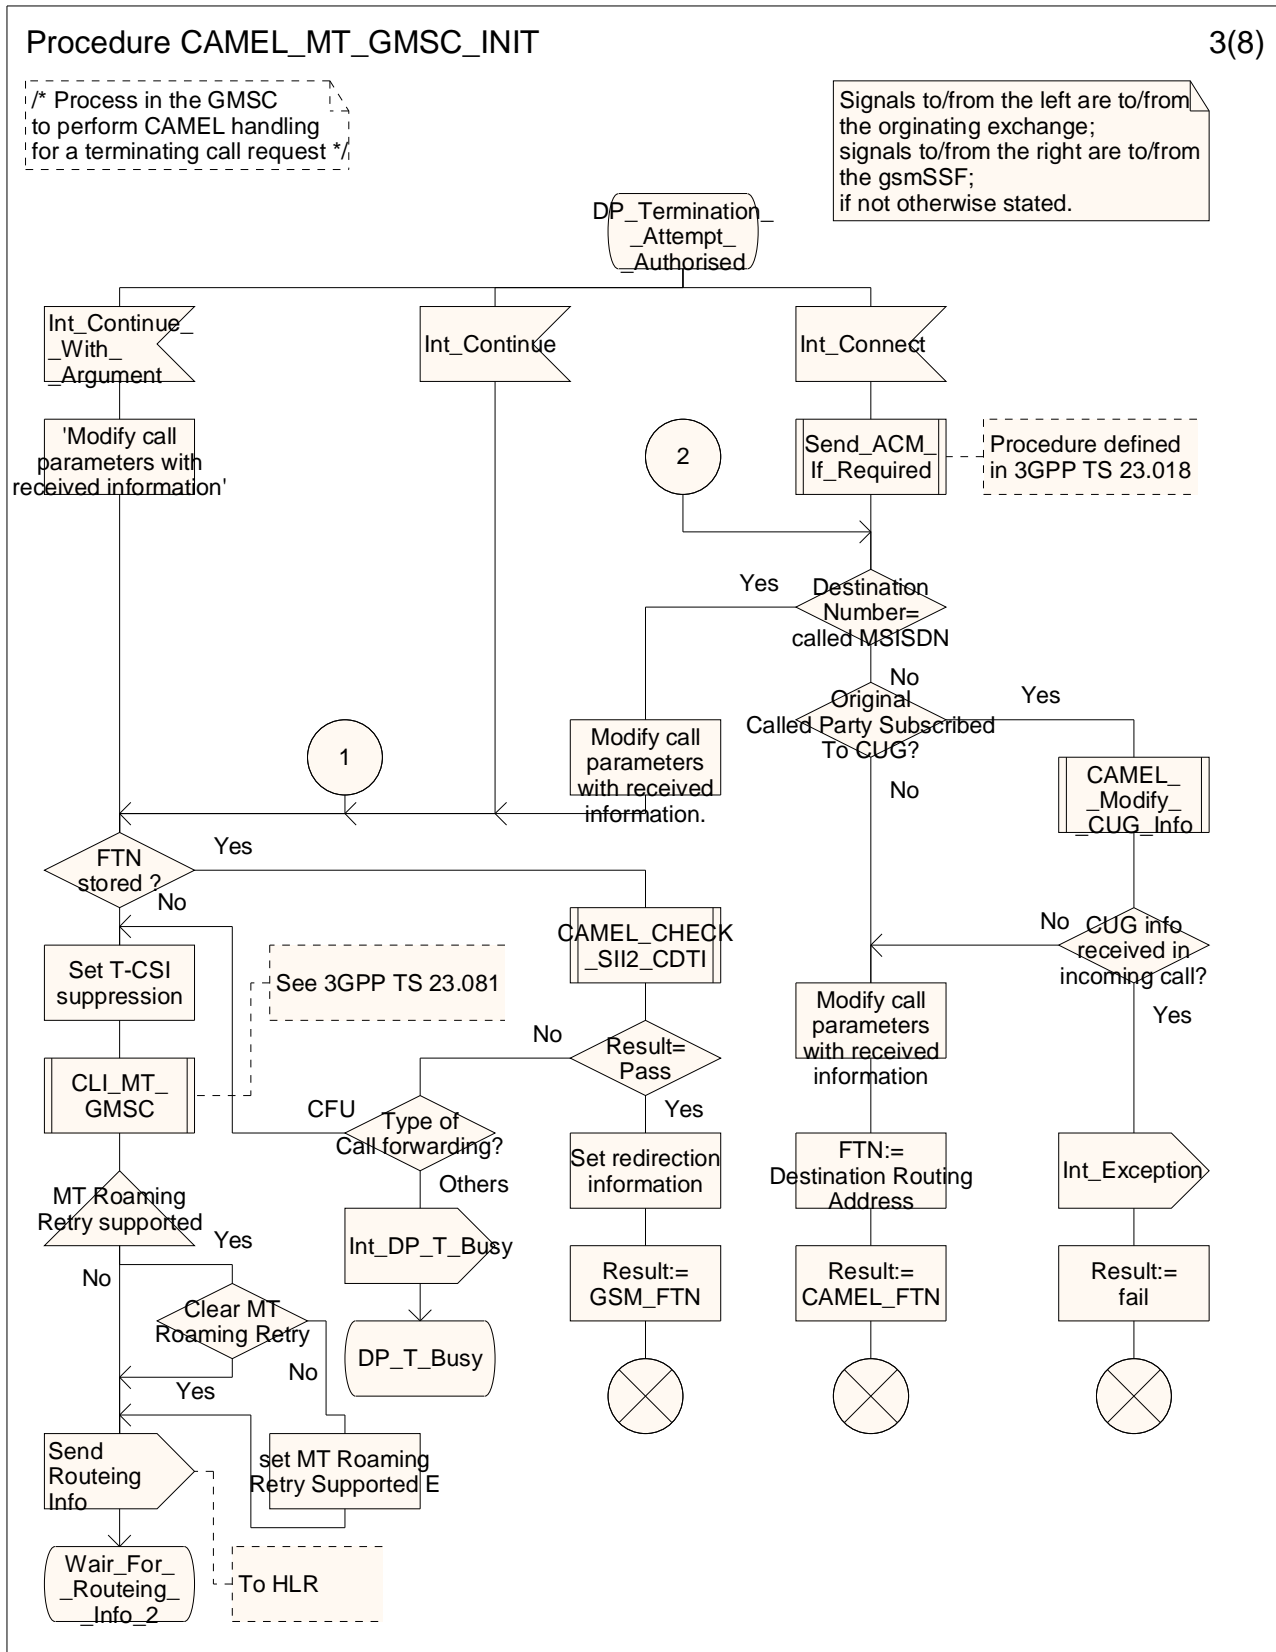 Procedure CAMEL_MT_GMSC_INIT
3(8)
/* Process in the GMSC
to perform CAMEL handling
for a terminating call request */
Signals to/from the left are to/from
the orginating exchange;
signals to/from the right are to/from
the gsmSSF;
if not otherwise stated.
DP_Termination_
_Attempt_
_Authorised
Int_Continue_
_With_
_Argument
Int_Continue
Int_Connect
'Modify call
parameters with
received information'
2
Send_ACM_
If_Required
Procedure defined
in 3GPP TS 23.018
Yes
Destination
Number=
called MSISDN
No
Original
Called Party Subscribed
To CUG?
Yes
No
1
Modify call
parameters
with received
information.
CAMEL_
_Modify_
_CUG_Info
FTN
stored ?
Yes
No
CAMEL_CHECK
_SII2_CDTI
No
CUG info
received in
incoming call?
Yes
Set T-CSI
suppression
See 3GPP TS 23.081
Modify call
parameters
with received
information
No
Result=
Pass
Yes
CLI_MT_
GMSC
CFU
Type of
Call forwarding?
Others
Set redirection
information
FTN:=
Destination Routing
Address
Int_Exception
MT Roaming
Retry supported
Yes
No
Int_DP_T_Busy
Result:=
GSM_FTN
Result:=
CAMEL_FTN
Result:=
fail
Clear MT
Roaming Retry
No
Yes
DP_T_Busy
Send
Routeing
Info
set MT Roaming
Retry Supported E
Wair_For_
_Routeing_
_Info_2
To HLR